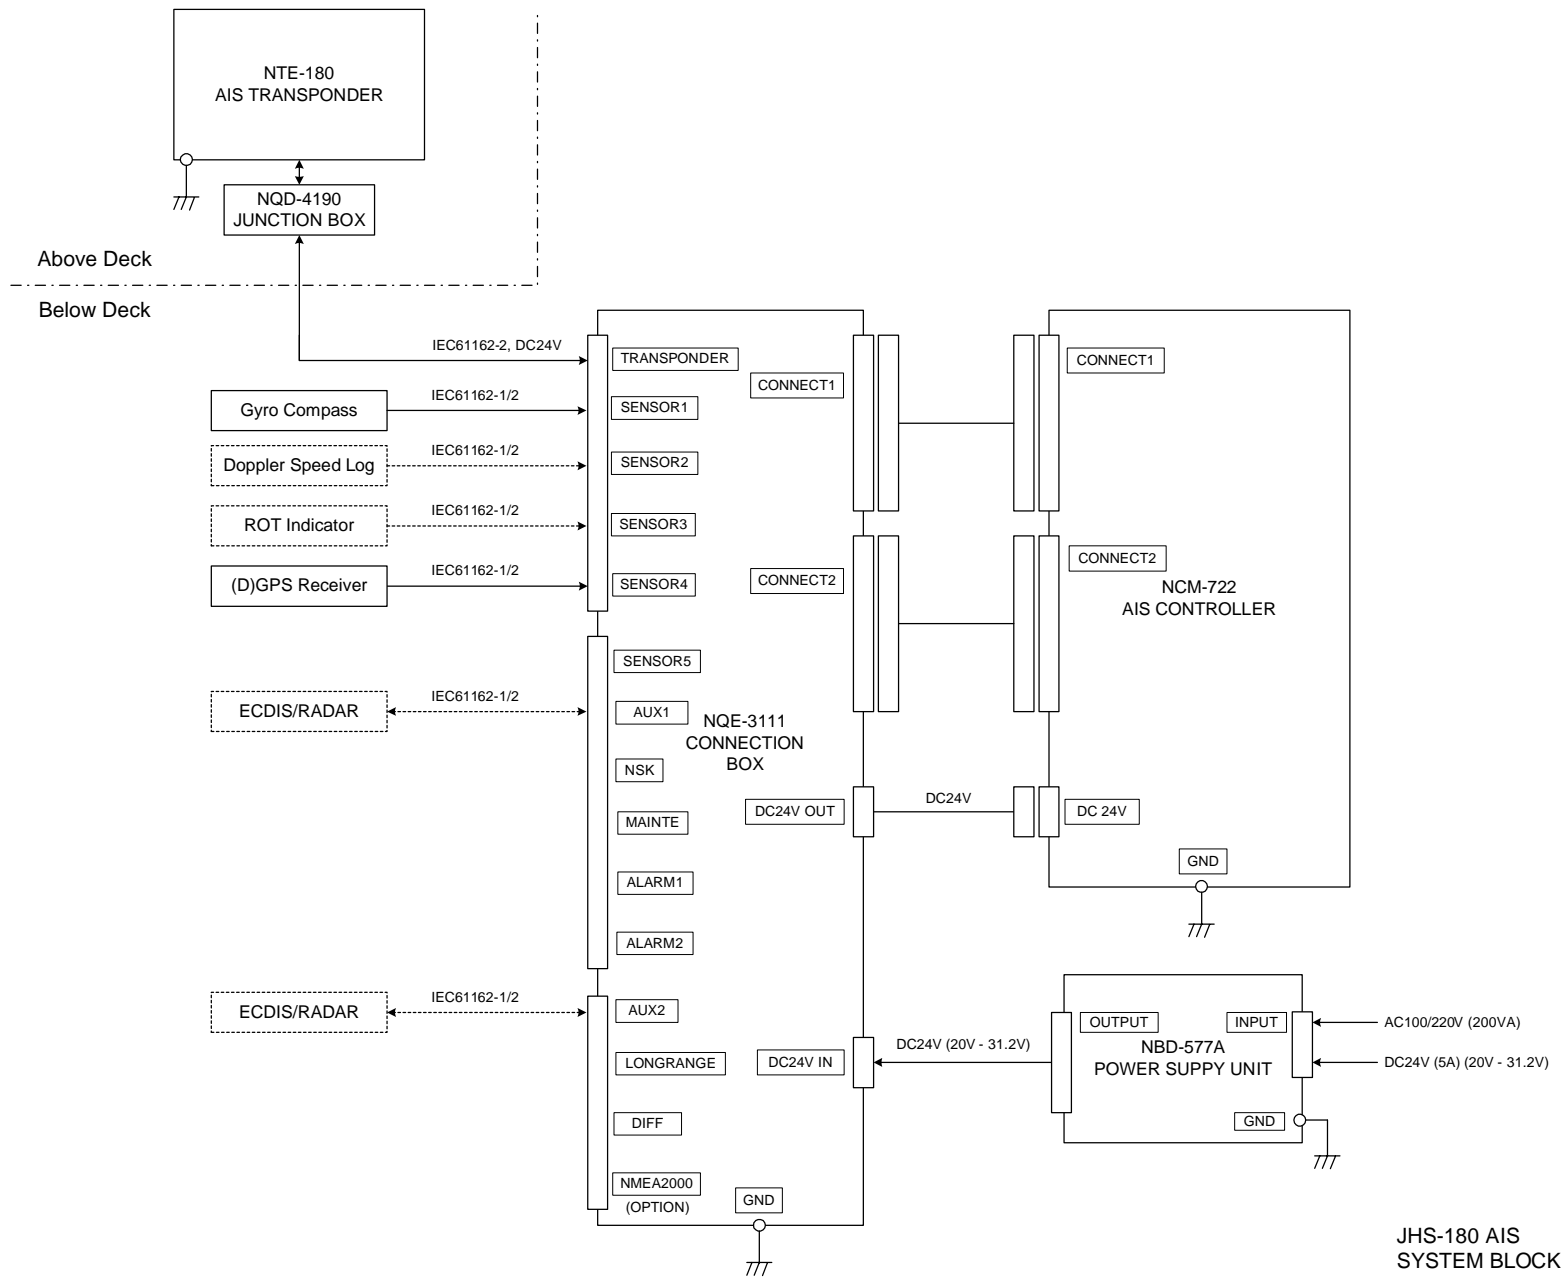 NTE-180
AIS TRANSPONDER
NQD-4190
JUNCTION BOX
Above Deck
Below Deck
IEC61162-2, DC24V
TRANSPONDER
CONNECT1
CONNECT1
Gyro Compass
IEC61162-1/2
SENSOR1
Doppler Speed Log
IEC61162-1/2
SENSOR2
ROT Indicator
IEC61162-1/2
SENSOR3
(D)GPS Receiver
IEC61162-1/2
SENSOR4
CONNECT2
CONNECT2
NCM-722
AIS CONTROLLER
SENSOR5
ECDIS/RADAR
IEC61162-1/2
AUX1
NQE-3111
CONNECTION
BOX
NSK
MAINTE
DC24V OUT
DC24V
DC 24V
GND
ALARM1
ALARM2
ECDIS/RADAR
IEC61162-1/2
AUX2
LONGRANGE
DC24V IN
DC24V (20V - 31.2V)
OUTPUT
INPUT
NBD-577A
POWER SUPPY UNIT
AC100/220V (200VA)
DC24V (5A) (20V - 31.2V)
GND
DIFF
NMEA2000
(OPTION)
GND
JHS-180 AIS
SYSTEM BLOCK